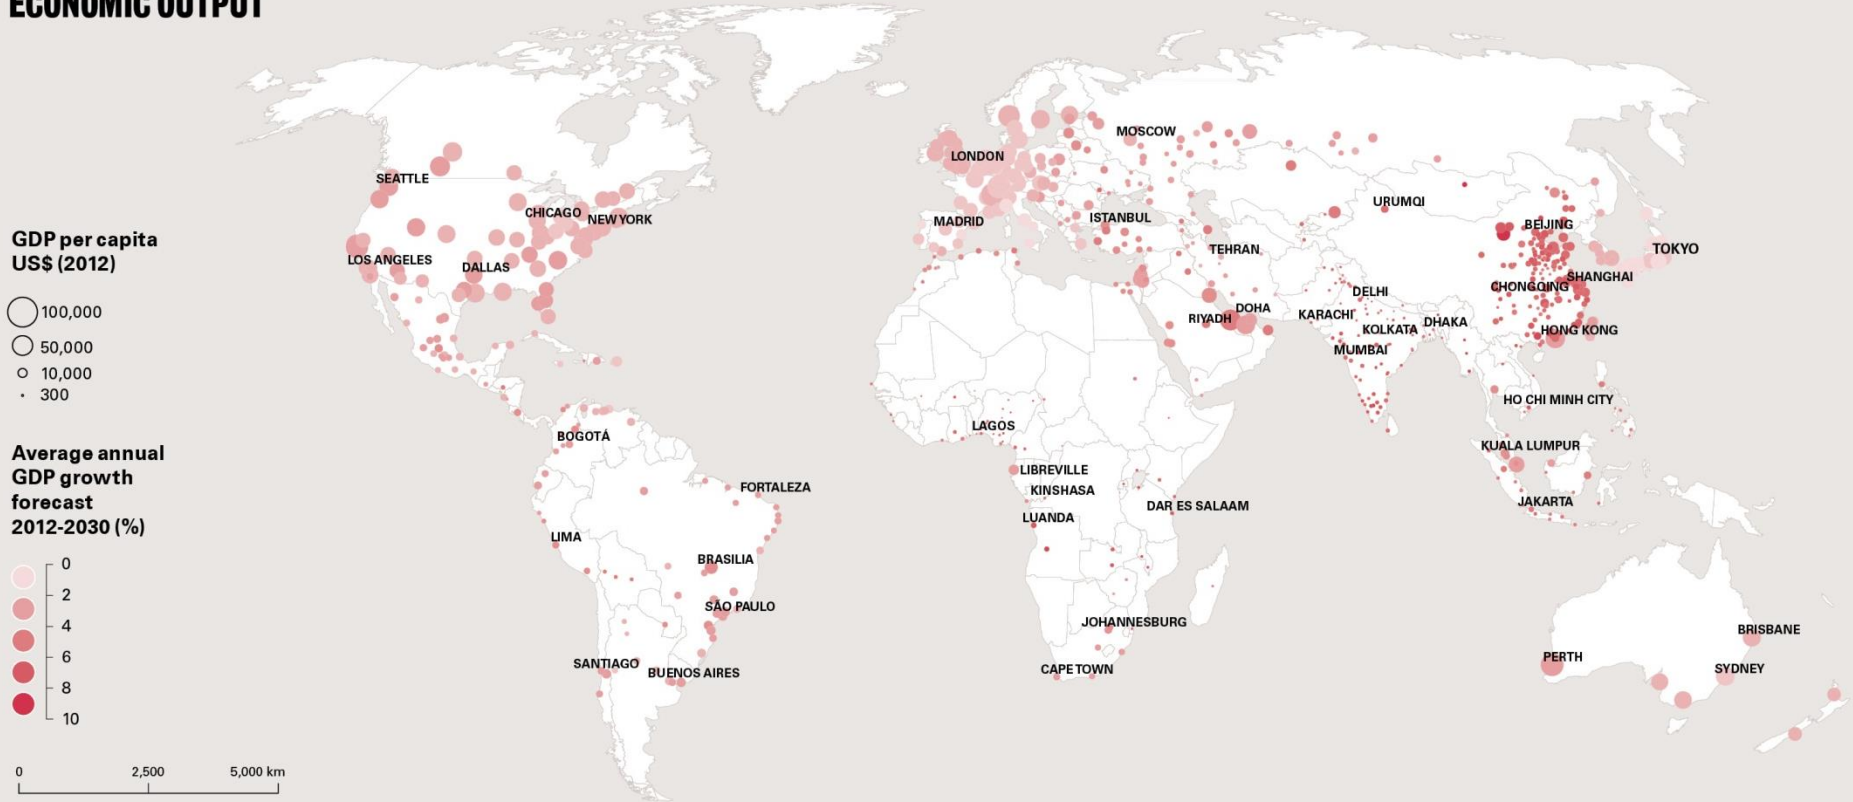 ECONOMIC OUTPUT
GDP per capita
US$ (2012)
100,000
50,000
10,000
300
Average annual
GDP growth
forecast
2012-2030 (%)
0
2
4
6
8
10
0
2,500
5,000 km
SEATTLE
CHICAGO
NEW YORK
LOS ANGELES
DALLAS
BOGOTÁ
FORTALEZA
LIMA
BRASILIA
SÃO PAULO
SANTIAGO
BUENOS AIRES
LONDON
MADRID
MOSCOW
ISTANBUL
TEHRAN
RIYADH
DOHA
LAGOS
LIBREVILLE
KINSHASA
LUANDA
DAR ES SALAAM
JOHANNESBURG
CAPE TOWN
URUMQI
BEIJING
TOKYO
SHANGHAI
CHONGQING
DELHI
KARACHI
KOLKATA
DHAKA
HONG KONG
MUMBAI
HO CHI MINH CITY
KUALA LUMPUR
JAKARTA
BRISBANE
PERTH
SYDNEY